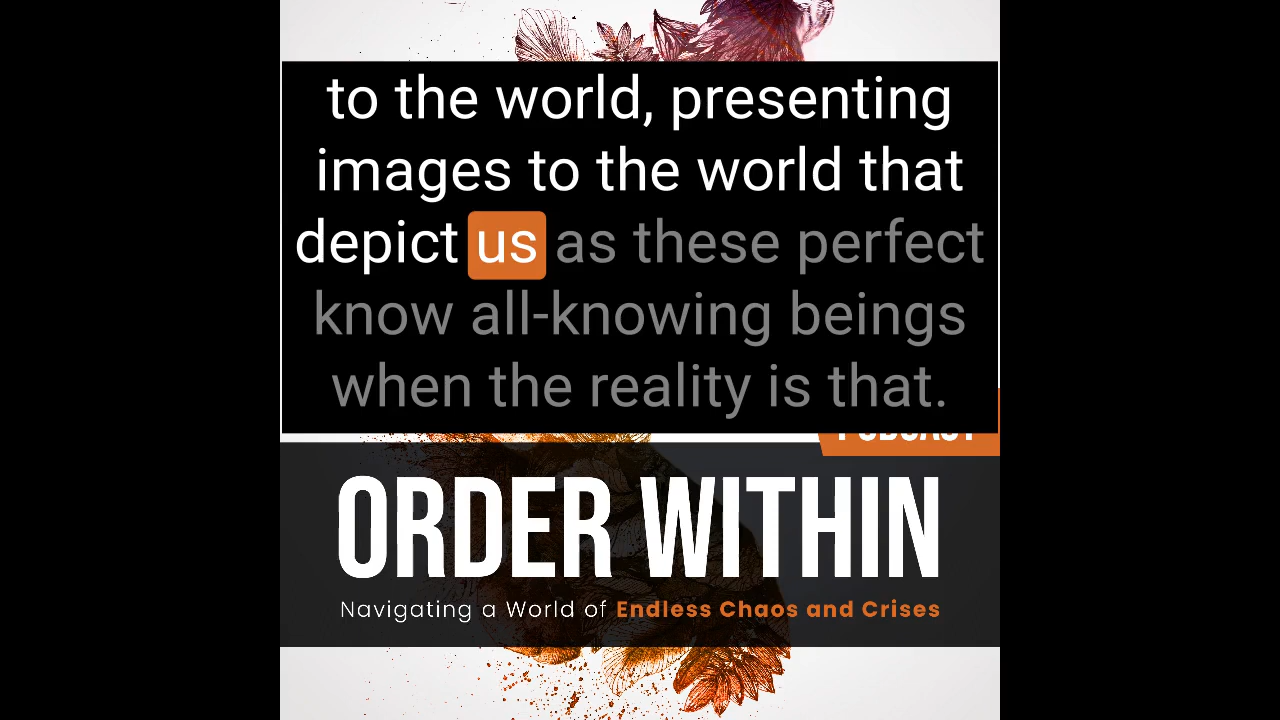 to the world, presenting
images to the world that
depict us as these perfect
know all-knowing beings
when the reality is that.
PODCAST
ORDER WITHIN
Navigating a World of Endless Chaos and Crises